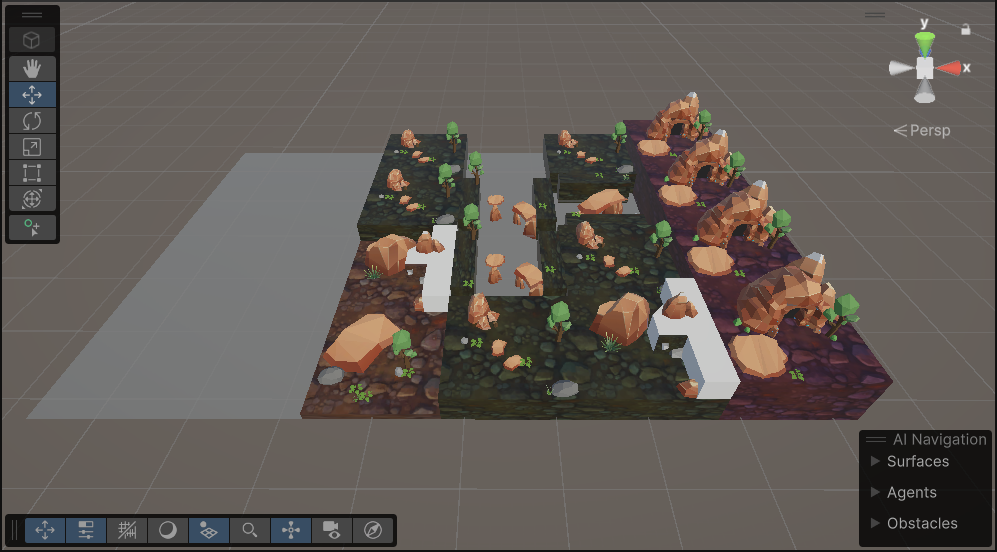 y
x
Persp
AI Navigation
Surfaces
Agents
Obstacles